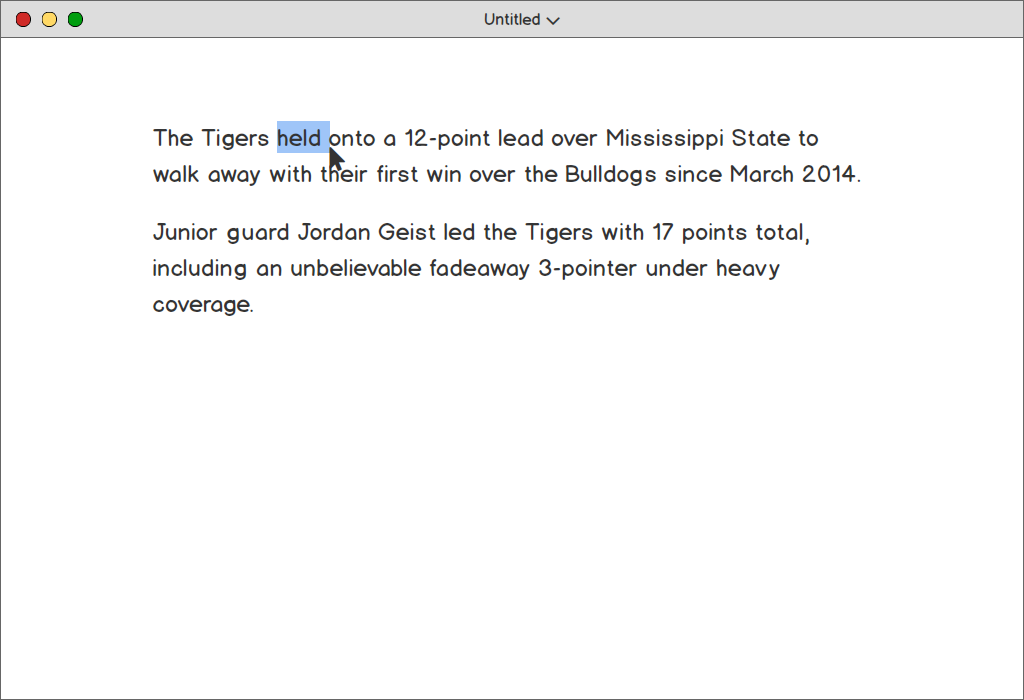 Untitled
The Tigers held onto a 12-point lead over Mississippi State to
walk away with their first win over the Bulldogs since March 2014.
Junior guard Jordan Geist led the Tigers with 17 points total,
including an unbelievable fadeaway 3-pointer under heavy
coverage.